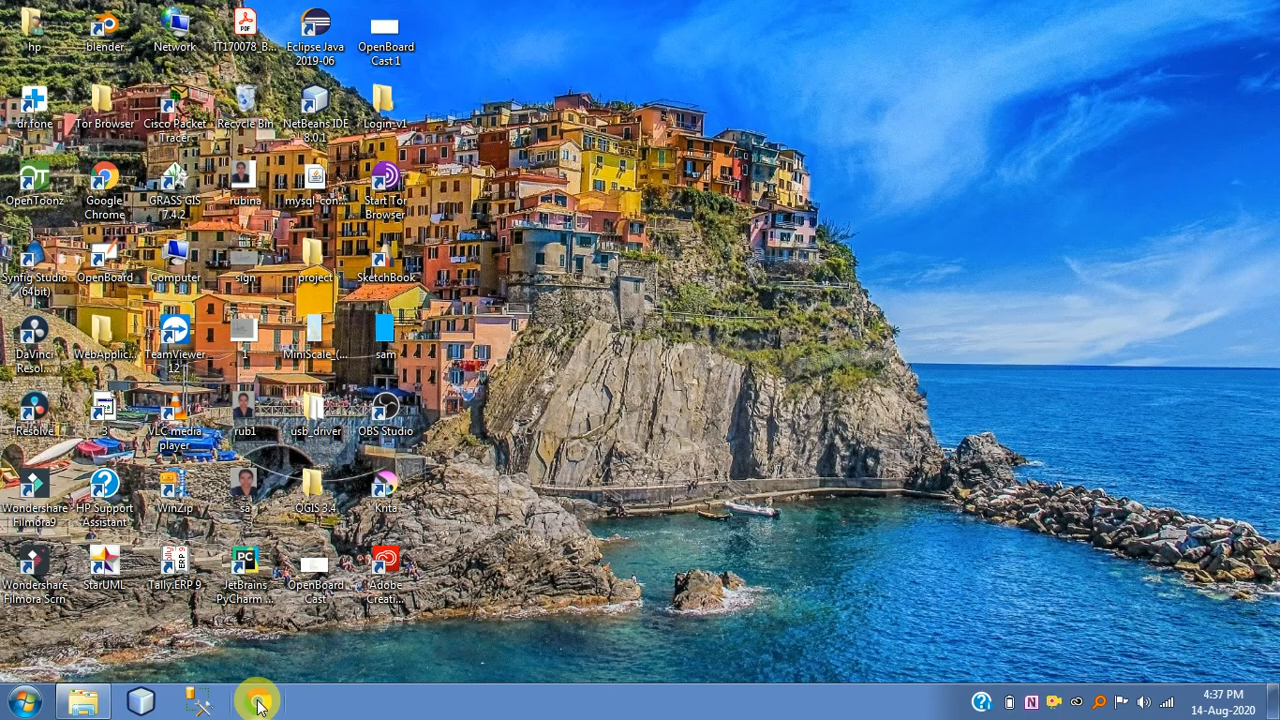 hp
blender
Network
IT170078_B...
Eclipse Java
2019-06
OpenBoard
Cast 1
dr.fone
Tor Browser
Cisco Packet
Tracer
Recycle Bin
NetBeans IDE
8.0.1
Login_v1
OpenToonz
Google
Chrome
GRASS GIS
7.4.2
rubina
mysql-con...
Start Tor
Browser
Synfig Studio
(64bit)
OpenBoard
Computer
sign
project
SketchBook
DaVinci
Resol...
WebApplic...
TeamViewer
12
1
MiniScale_(...
sam
Resolve
3
VLC media
player
rub1
usb_driver
OBS Studio
Wondershare
Filmora9
HP Support
Assistant
WinZip
sa
QGIS 3.4
Krita
Wondershare
Filmora Scrn
StarUML
Tally.ERP 9
JetBrains
PyCharm ...
OpenBoard
Cast
Adobe
Creati...
4:37 PM
14-Aug-2020